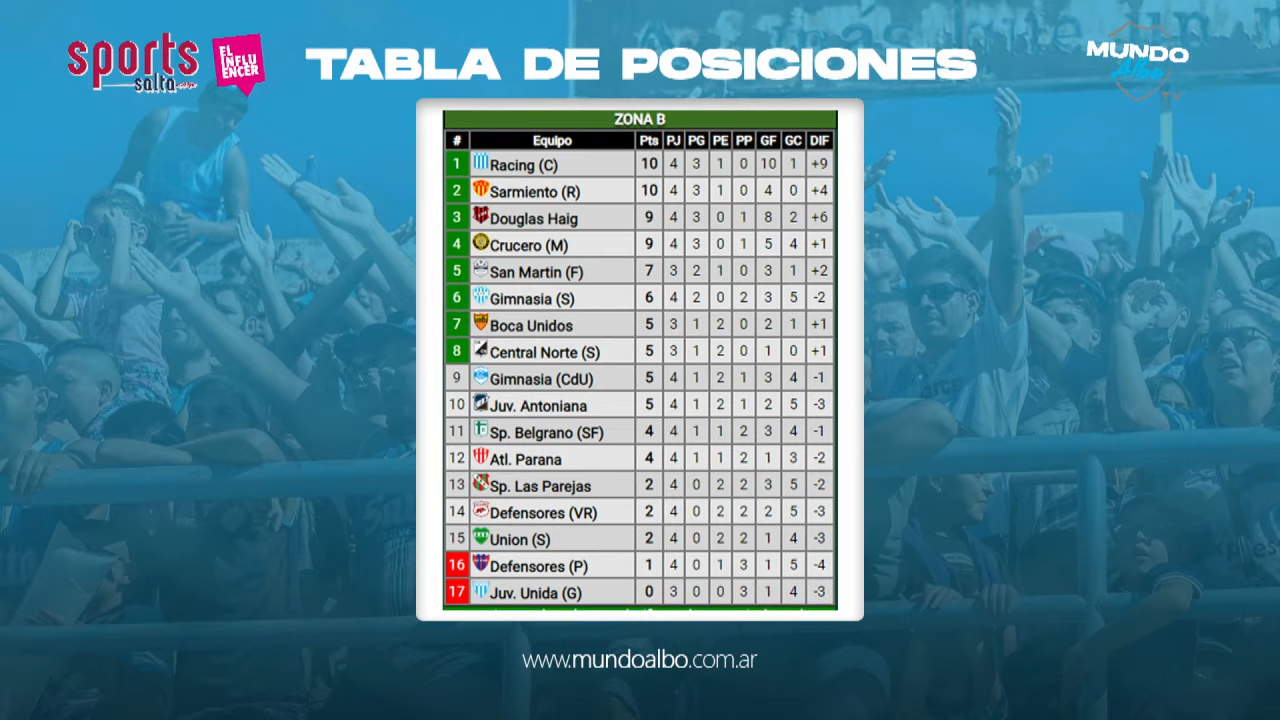 sports
salta
EL
INFLU
ENCER
TABLA DE POSICIONES
MUNDO
Albo
ZONA B
# Equipo Pts PJ PG PE PP GF GC DIF
1 Racing (C) 10 4 3 1 0 10 1 +9
2 Sarmiento (R) 10 4 3 1 0 4 0 +4
3 Douglas Haig 9 4 3 0 1 8 2 +6
4 Crucero (M) 9 4 3 0 1 5 4 +1
5 San Martin (F) 7 3 2 1 0 3 1 +2
6 Gimnasia (S) 6 4 2 0 2 3 5 -2
7 Boca Unidos 5 3 1 2 0 2 1 +1
8 Central Norte (S) 5 3 1 2 0 1 0 +1
9 Gimnasia (CdU) 5 4 1 2 1 3 4 -1
10 Juv. Antoniana 5 4 1 2 1 2 5 -3
11 Sp. Belgrano (SF) 4 4 1 1 2 3 4 -1
12 Atl. Parana 4 4 1 1 2 1 3 -2
13 Sp. Las Parejas 2 4 0 2 2 3 5 -2
14 Defensores (VR) 2 4 0 2 2 2 5 -3
15 Union (S) 2 4 0 2 2 1 4 -3
16 Defensores (P) 1 4 0 1 3 1 5 -4
17 Juv. Unida (G) 0 3 0 0 3 1 4 -3
www.mundoalbo.com.ar